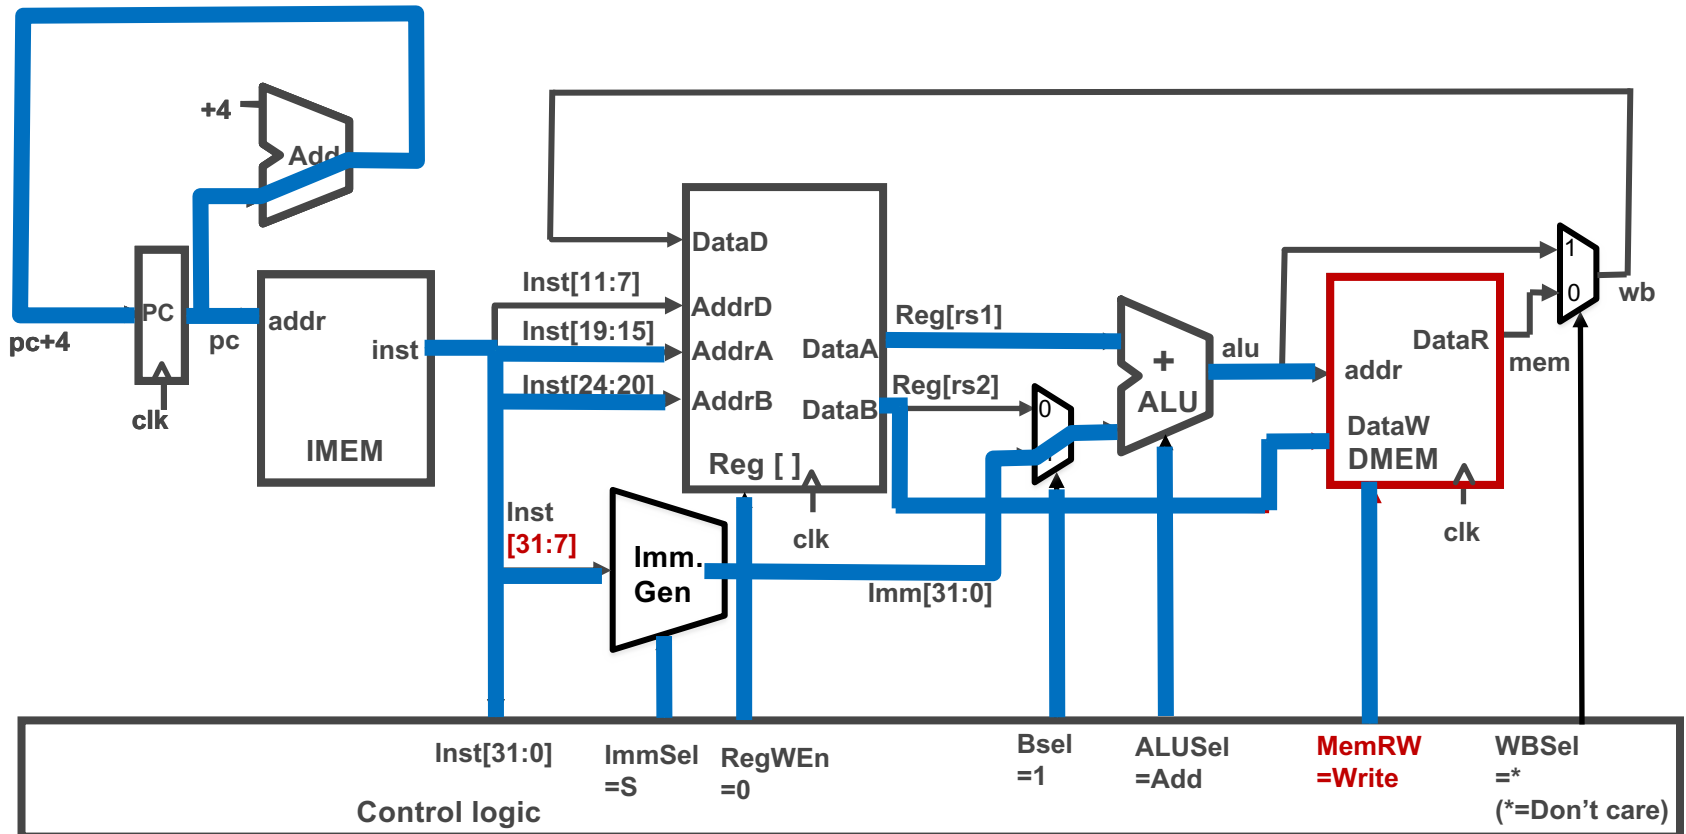 +4
Add
DataD
1
Inst[11:7]
0
wb
PC
addr
AddrD
Reg[rs1]
pc+4
pc
inst
Inst[19:15]
AddrA
DataA
+
alu
DataR
mem
addr
Inst[24:20]
AddrB
DataB
Reg[rs2]
0
ALU
clk
IMEM
Reg [ ]
DataW
DMEM
Inst
[31:7]
clk
clk
Imm.
Gen
Imm[31:0]
Inst[31:0]
ImmSel
=S
RegWEn
=0
Bsel
=1
ALUSel
=Add
MemRW
=Write
WBSel
=*
(*=Don’t care)
Control logic